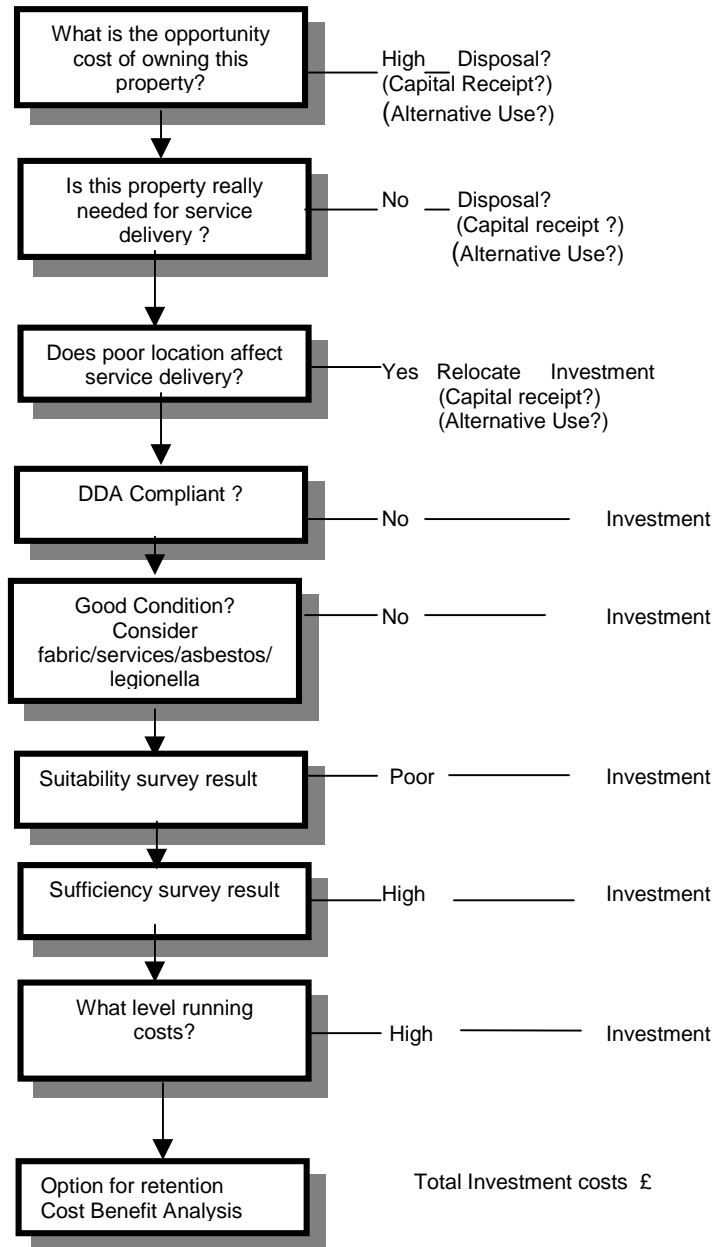 What is the opportunity
cost of owning this
property?
High Disposal?
(Capital Receipt?)
(Alternative Use?)
Is this property really
needed for service
delivery ?
No Disposal?
(Capital receipt ?)
(Alternative Use?)
Does poor location affect
service delivery?
Yes Relocate Investment
(Capital receipt?)
(Alternative Use?)
DDA Compliant ?
No Investment
Good Condition?
Consider
fabric/services/asbestos/
legionella
No Investment
Suitability survey result
Poor Investment
Sufficiency survey result
High Investment
What level running
costs?
High Investment
Option for retention
Cost Benefit Analysis
Total Investment costs £